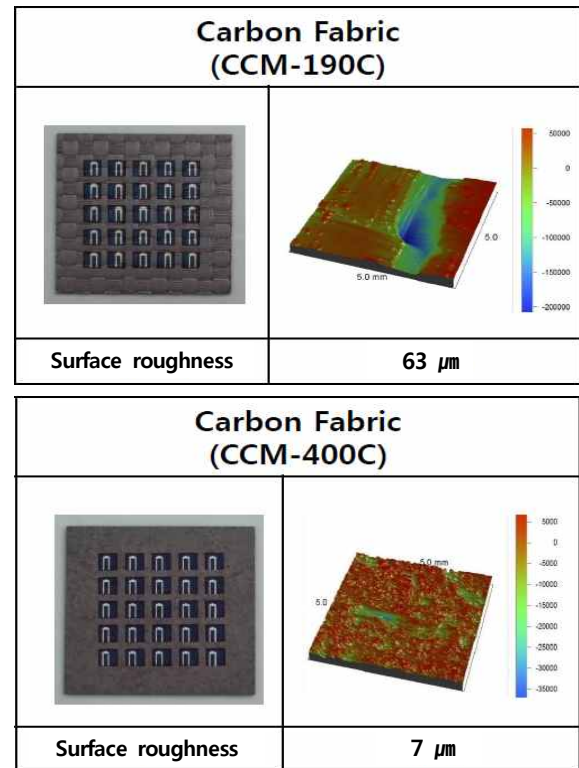 Carbon Fabric
(CCM-190C)
50000
0
-50000
-100000
-150000
-200000
5.0
5.0 mm
Surface roughness
63 μm
Carbon Fabric
(CCM-400C)
5000
0
-5000
-10000
-15000
-20000
-25000
-30000
-35000
5.0 mm
5.0
Surface roughness
7 μm